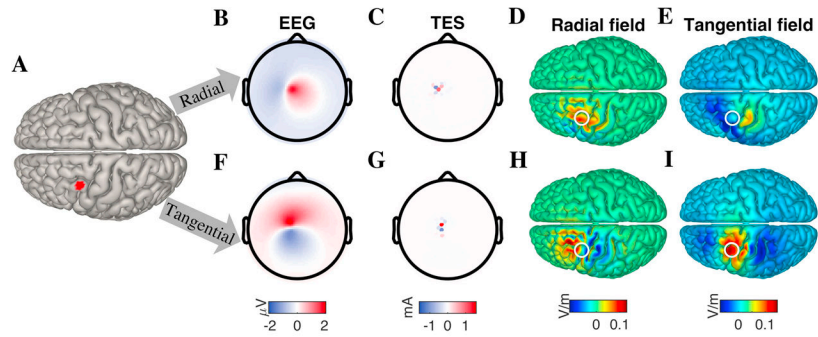 A
Radial
Tangential
B
EEG
C
TES
D
Radial field
E
Tangential field
F
G
H
I
μV
-2
0
2
mA
-1
0
1
V/m
0
0.1
V/m
0
0.1